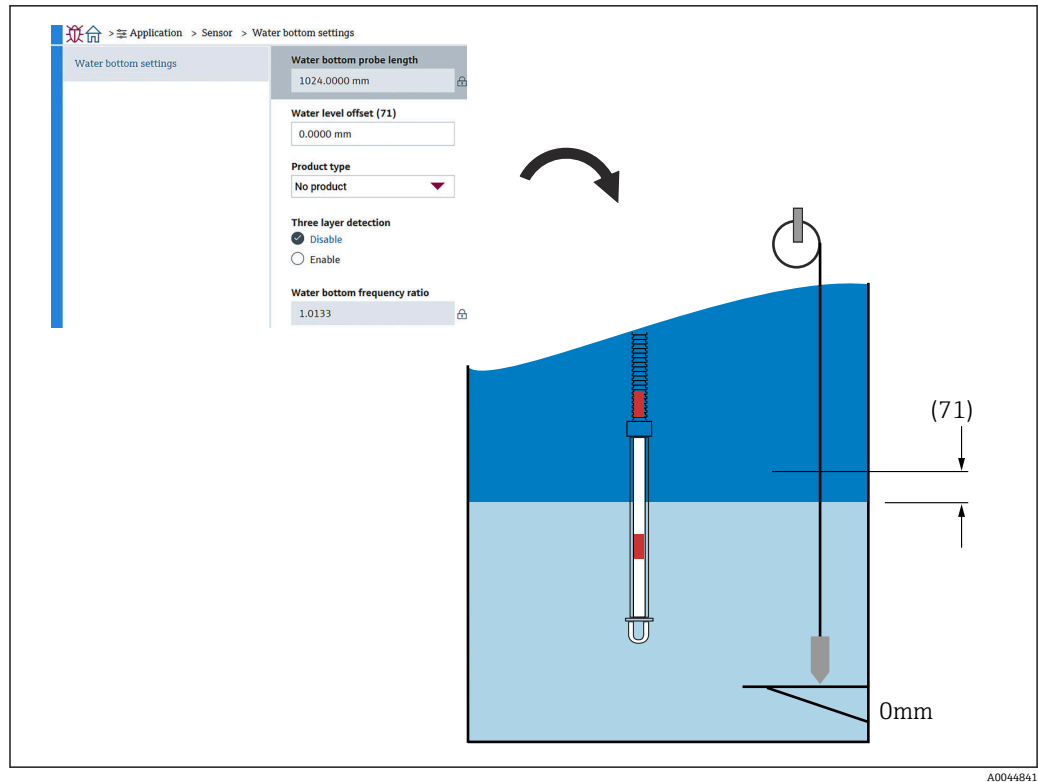 > Application > Sensor > Water bottom settings
Water bottom settings
Water bottom probe length
1024.0000 mm
Water level offset (71)
0.0000 mm
Product type
No product
Three layer detection
Disable
Enable
Water bottom frequency ratio
1.0133
(71)
0mm
A0044841